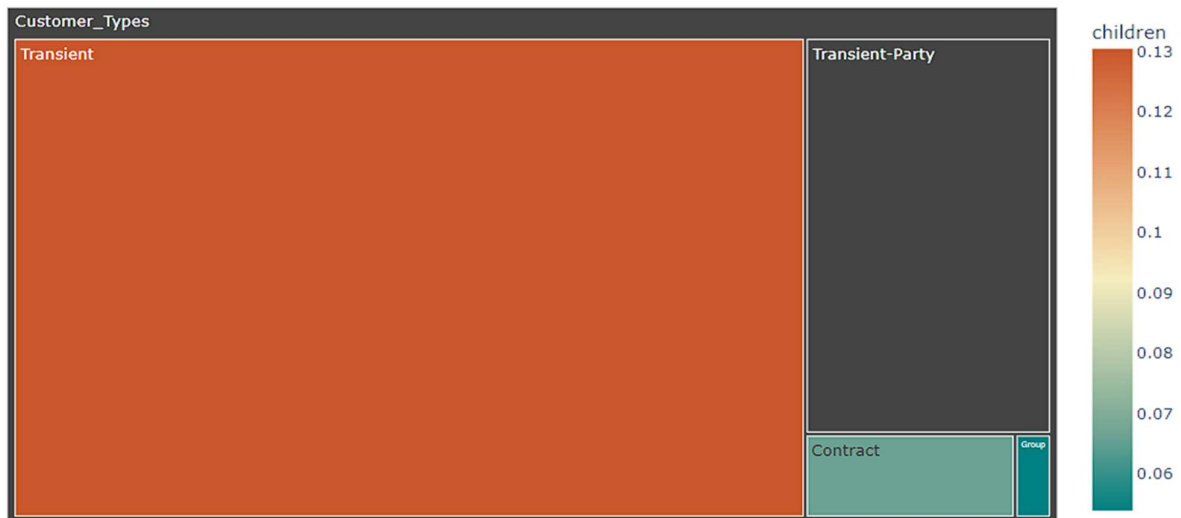 Customer_Types
Transient
Transient-Party
Contract
Group
children
0.13
0.12
0.11
0.1
0.09
0.08
0.07
0.06